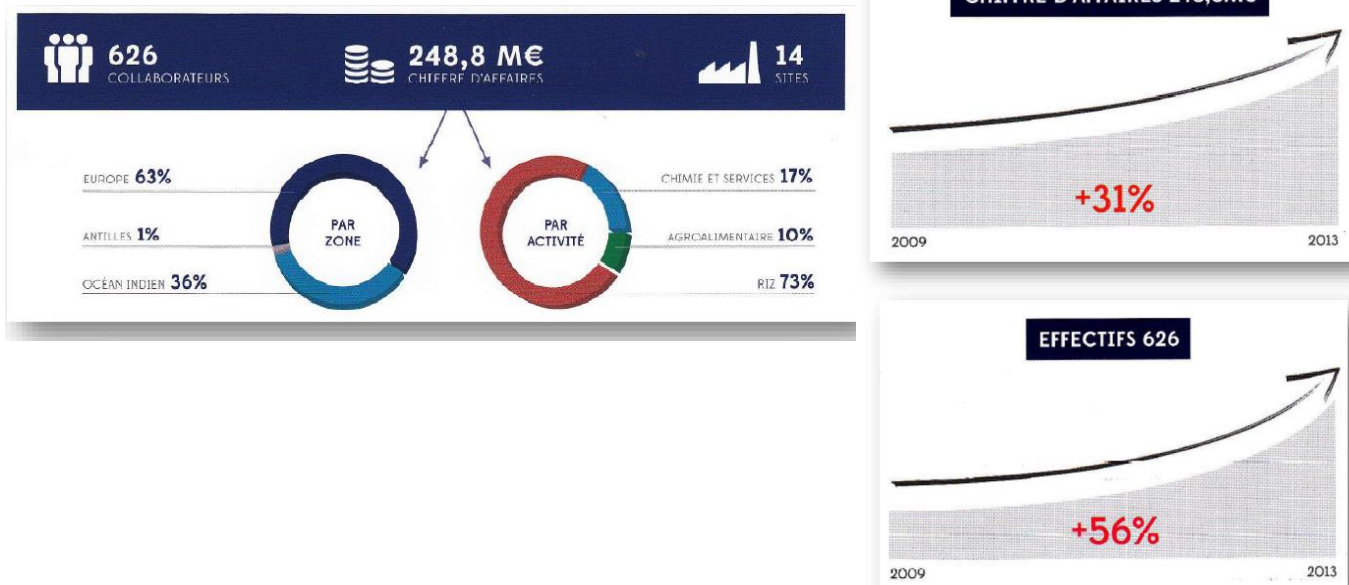 626
COLLABORATEURS
248,8 M€
CHIFFRE D'AFFAIRES
14
SITES
EUROPE 63%
ANTILLES 1%
OCÉAN INDIEN 36%
PAR
ZONE
PAR
ACTIVITÉ
CHIMIE ET SERVICES 17%
AGROALIMENTAIRE 10%
RIZ 73%
+31%
2009
2013
EFFECTIFS 626
+56%
2009
2013